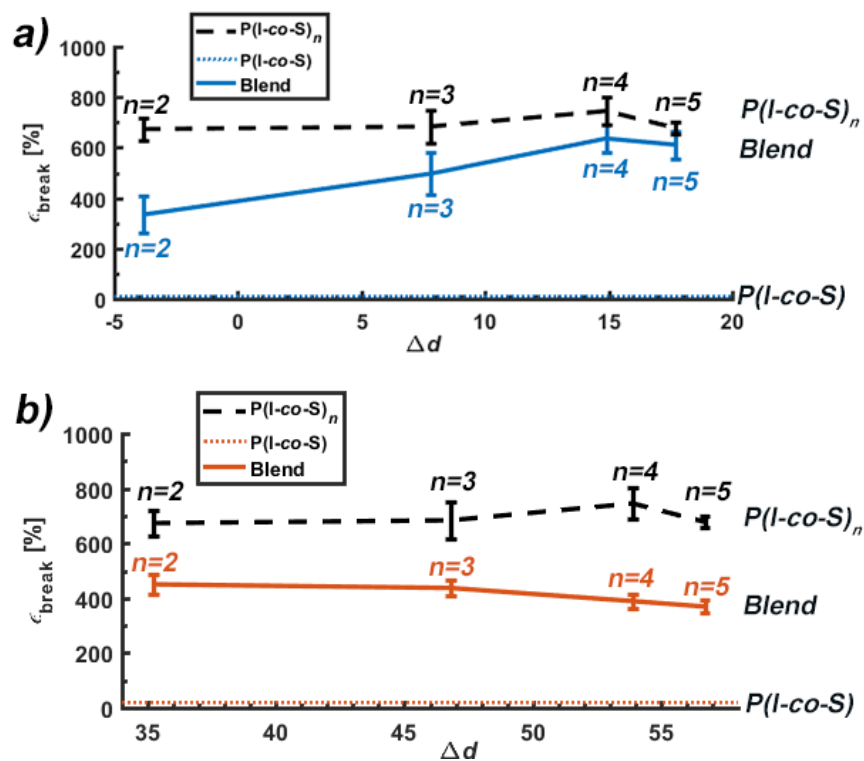 a)
P(I-co-S)n
P(I-co-S)
Blend
1000
800
600
400
200
0
ϵbreak [%]
n=2
n=3
n=4
n=5
n=2
n=3
n=4
n=5
P(I-co-S)n
Blend
P(I-co-S)
-5
0
5
10
15
20
Δd
b)
P(I-co-S)n
P(I-co-S)
Blend
1000
800
600
400
200
0
ϵbreak [%]
n=2
n=3
n=4
n=5
n=2
n=3
n=4
n=5
P(I-co-S)n
Blend
P(I-co-S)
35
40
45
50
55
Δd